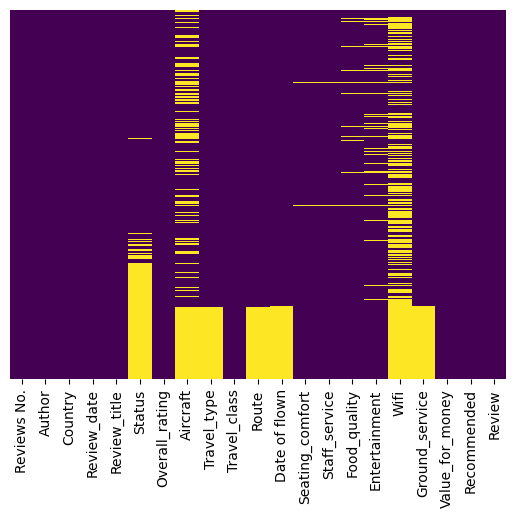 Reviews No.
Author
Country
Review_date
Review_title
Status
Overall_rating
Aircraft
Travel_type
Travel_class
Route
Date of flown
Seating_comfort
Staff_service
Food_quality
Entertainment
Wifi
Ground_service
Value_for_money
Recommended
Review